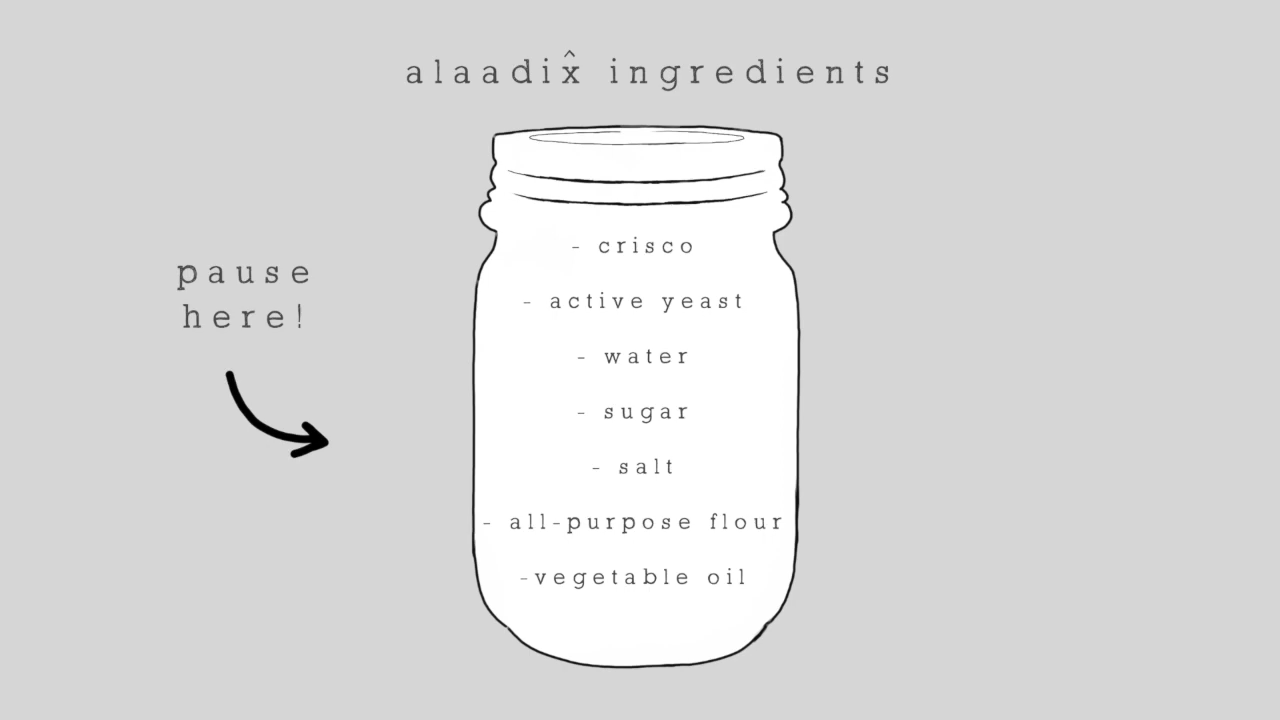 alaadix̂ ingredients
pause
here!
- crisco
- active yeast
- water
- sugar
- salt
- all-purpose flour
-vegetable oil